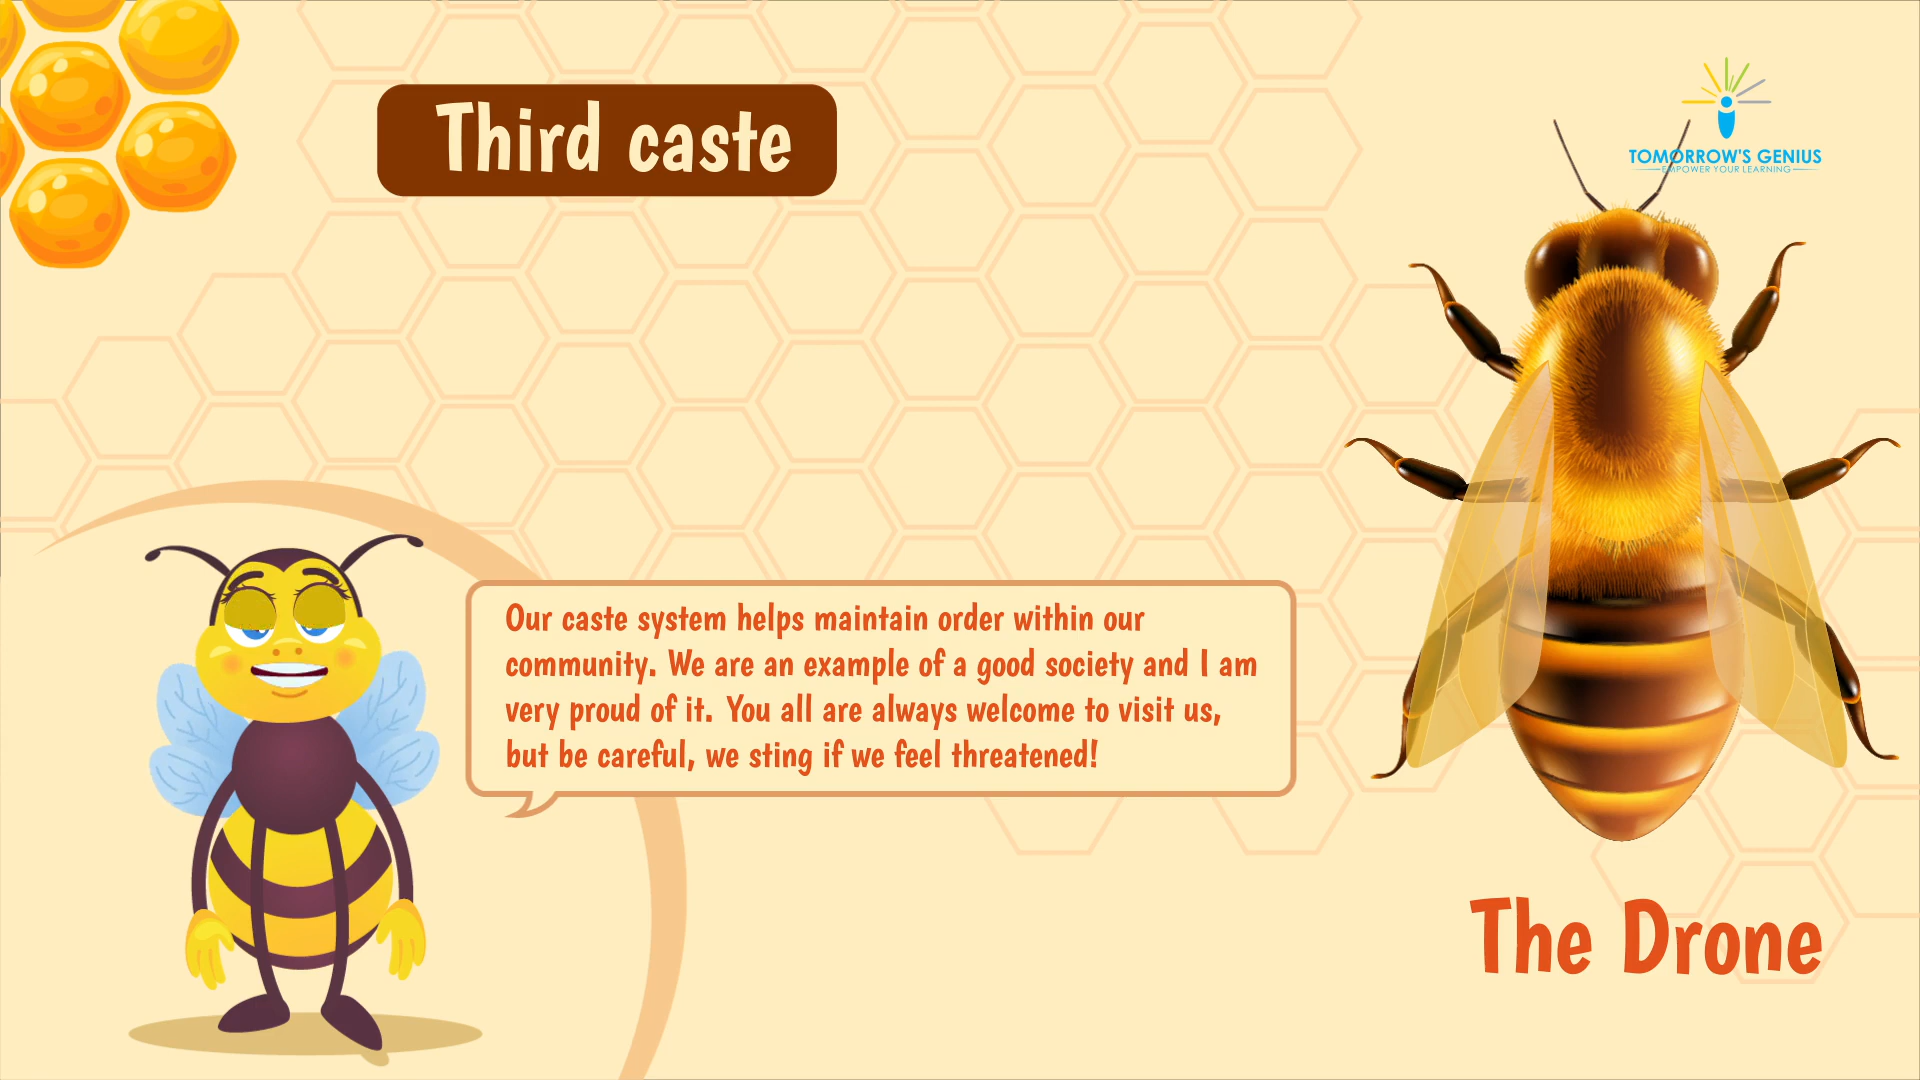 Third caste
TOMORROW'S GENIUS
EMPOWER YOUR LEARNING
Our caste system helps maintain order within our
community. We are an example of a good society and I am
very proud of it. You all are always welcome to visit us,
but be careful, we sting if we feel threatened!
The Drone